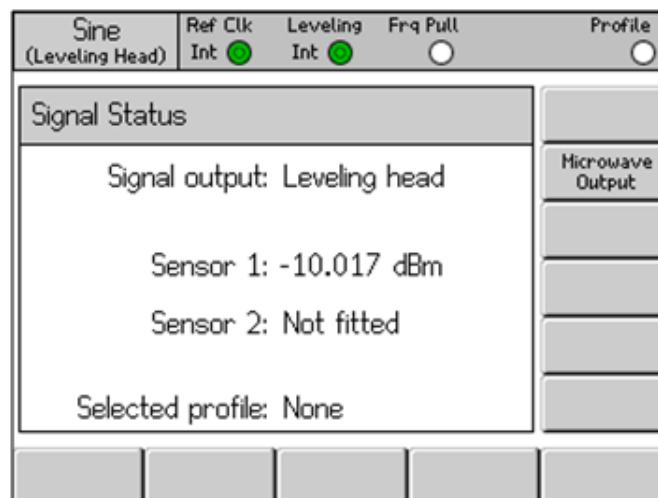 Sine
(Leveling Head)
Ref Clk
Int
Leveling
Int
Frq Pull
Profile
Signal Status
Signal output: Leveling head
Sensor 1: -10.017 dBm
Sensor 2: Not fitted
Selected profile: None
Microwave
Output